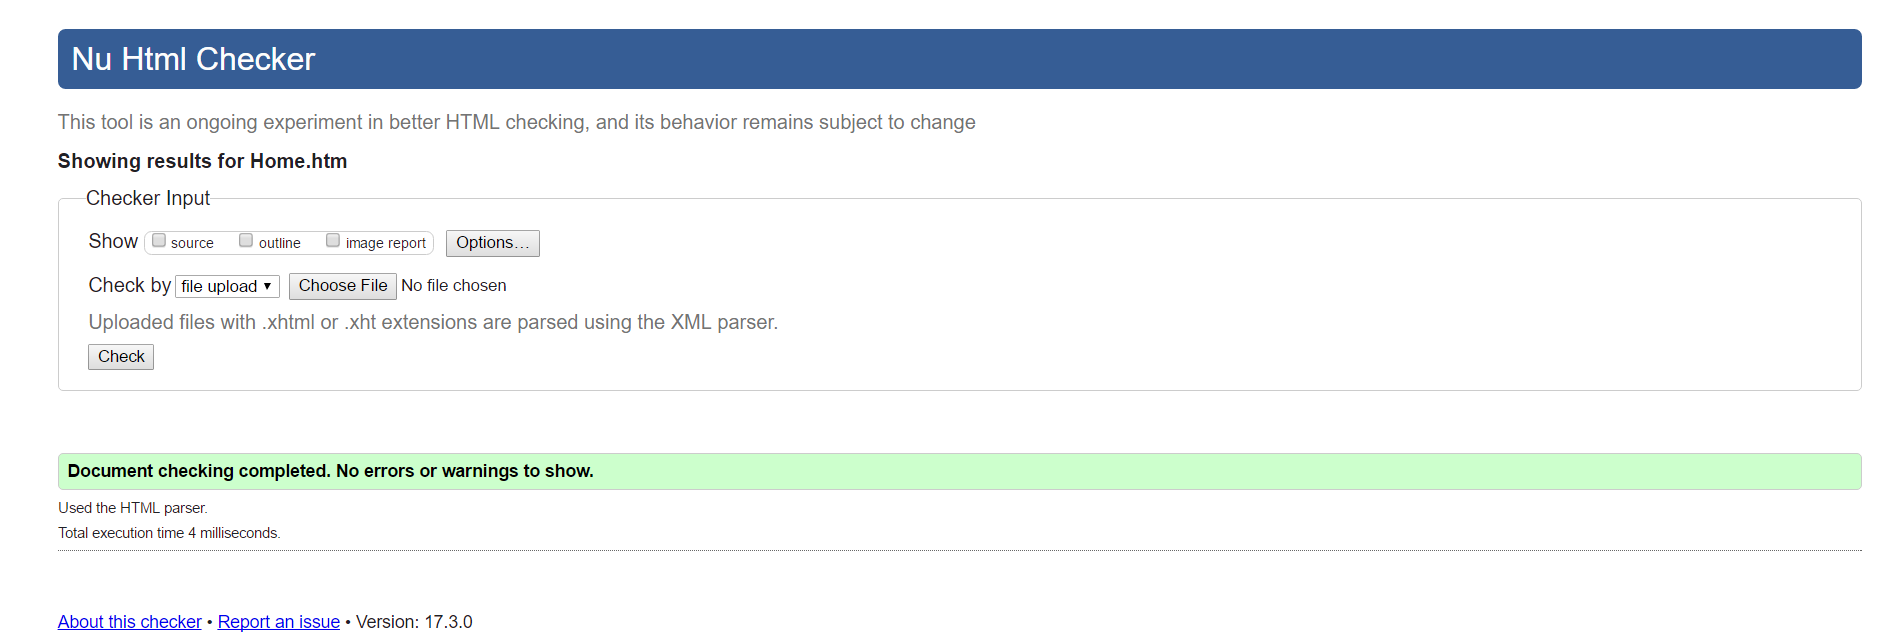 Nu Html Checker
This tool is an ongoing experiment in better HTML checking, and its behavior remains subject to change
Showing results for Home.htm
Checker Input
Show source outline image report Options…
Check by file upload Choose File No file chosen
Uploaded files with .xhtml or .xht extensions are parsed using the XML parser.
Check
Document checking completed. No errors or warnings to show.
Used the HTML parser.
Total execution time 4 milliseconds.
About this checker • Report an issue • Version: 17.3.0